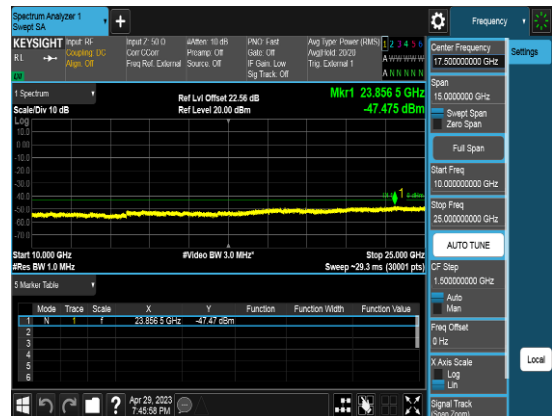 Spectrum Analyzer 1
Swept SA
+
Frequency
KEYSIGHT
RL
LW
Input: RF
Coupling: DC
Align: Off
Input Z: 50 Ω
Corr CCorr
Freq Ref: External
#Atten: 10 dB
Preamp: Off
Source: Off
PNO: Fast
Gate: Off
IF Gain: Low
Sig Track: Off
Avg Type: Power (RMS)
Avg|Hold: 20/20
Trig: External 1
1 2 3 4 5 6
A W W W W W
A N N N N N
Center Frequency
17.500000000 GHz
Settings
Span
15.0000000 GHz
Swept Span
Zero Span
Full Span
Start Freq
10.000000000 GHz
Stop Freq
25.000000000 GHz
AUTO TUNE
CF Step
1.500000000 GHz
Auto
Man
Freq Offset
0 Hz
X Axis Scale
Log
Lin
Signal Track
(Span Zoom)
Local
1 Spectrum
Scale/Div 10 dB
Ref Lvl Offset 22.56 dB
Ref Level 20.00 dBm
Mkr1 23.856 5 GHz
-47.475 dBm
Log
10.0
0.00
-10.0
-20.0
-30.0
-40.0
-50.0
-60.0
-70.0
1
Start 10.000 GHz
#Res BW 1.0 MHz
#Video BW 3.0 MHz*
Stop 25.000 GHz
Sweep ~29.3 ms (30001 pts)
5 Marker Table
Mode Trace Scale X Y Function Function Width Function Value
1 N 1 f 23.856 5 GHz -47.47 dBm
2
3
4
5
6
?
Apr 29, 2023
7:45:58 PM